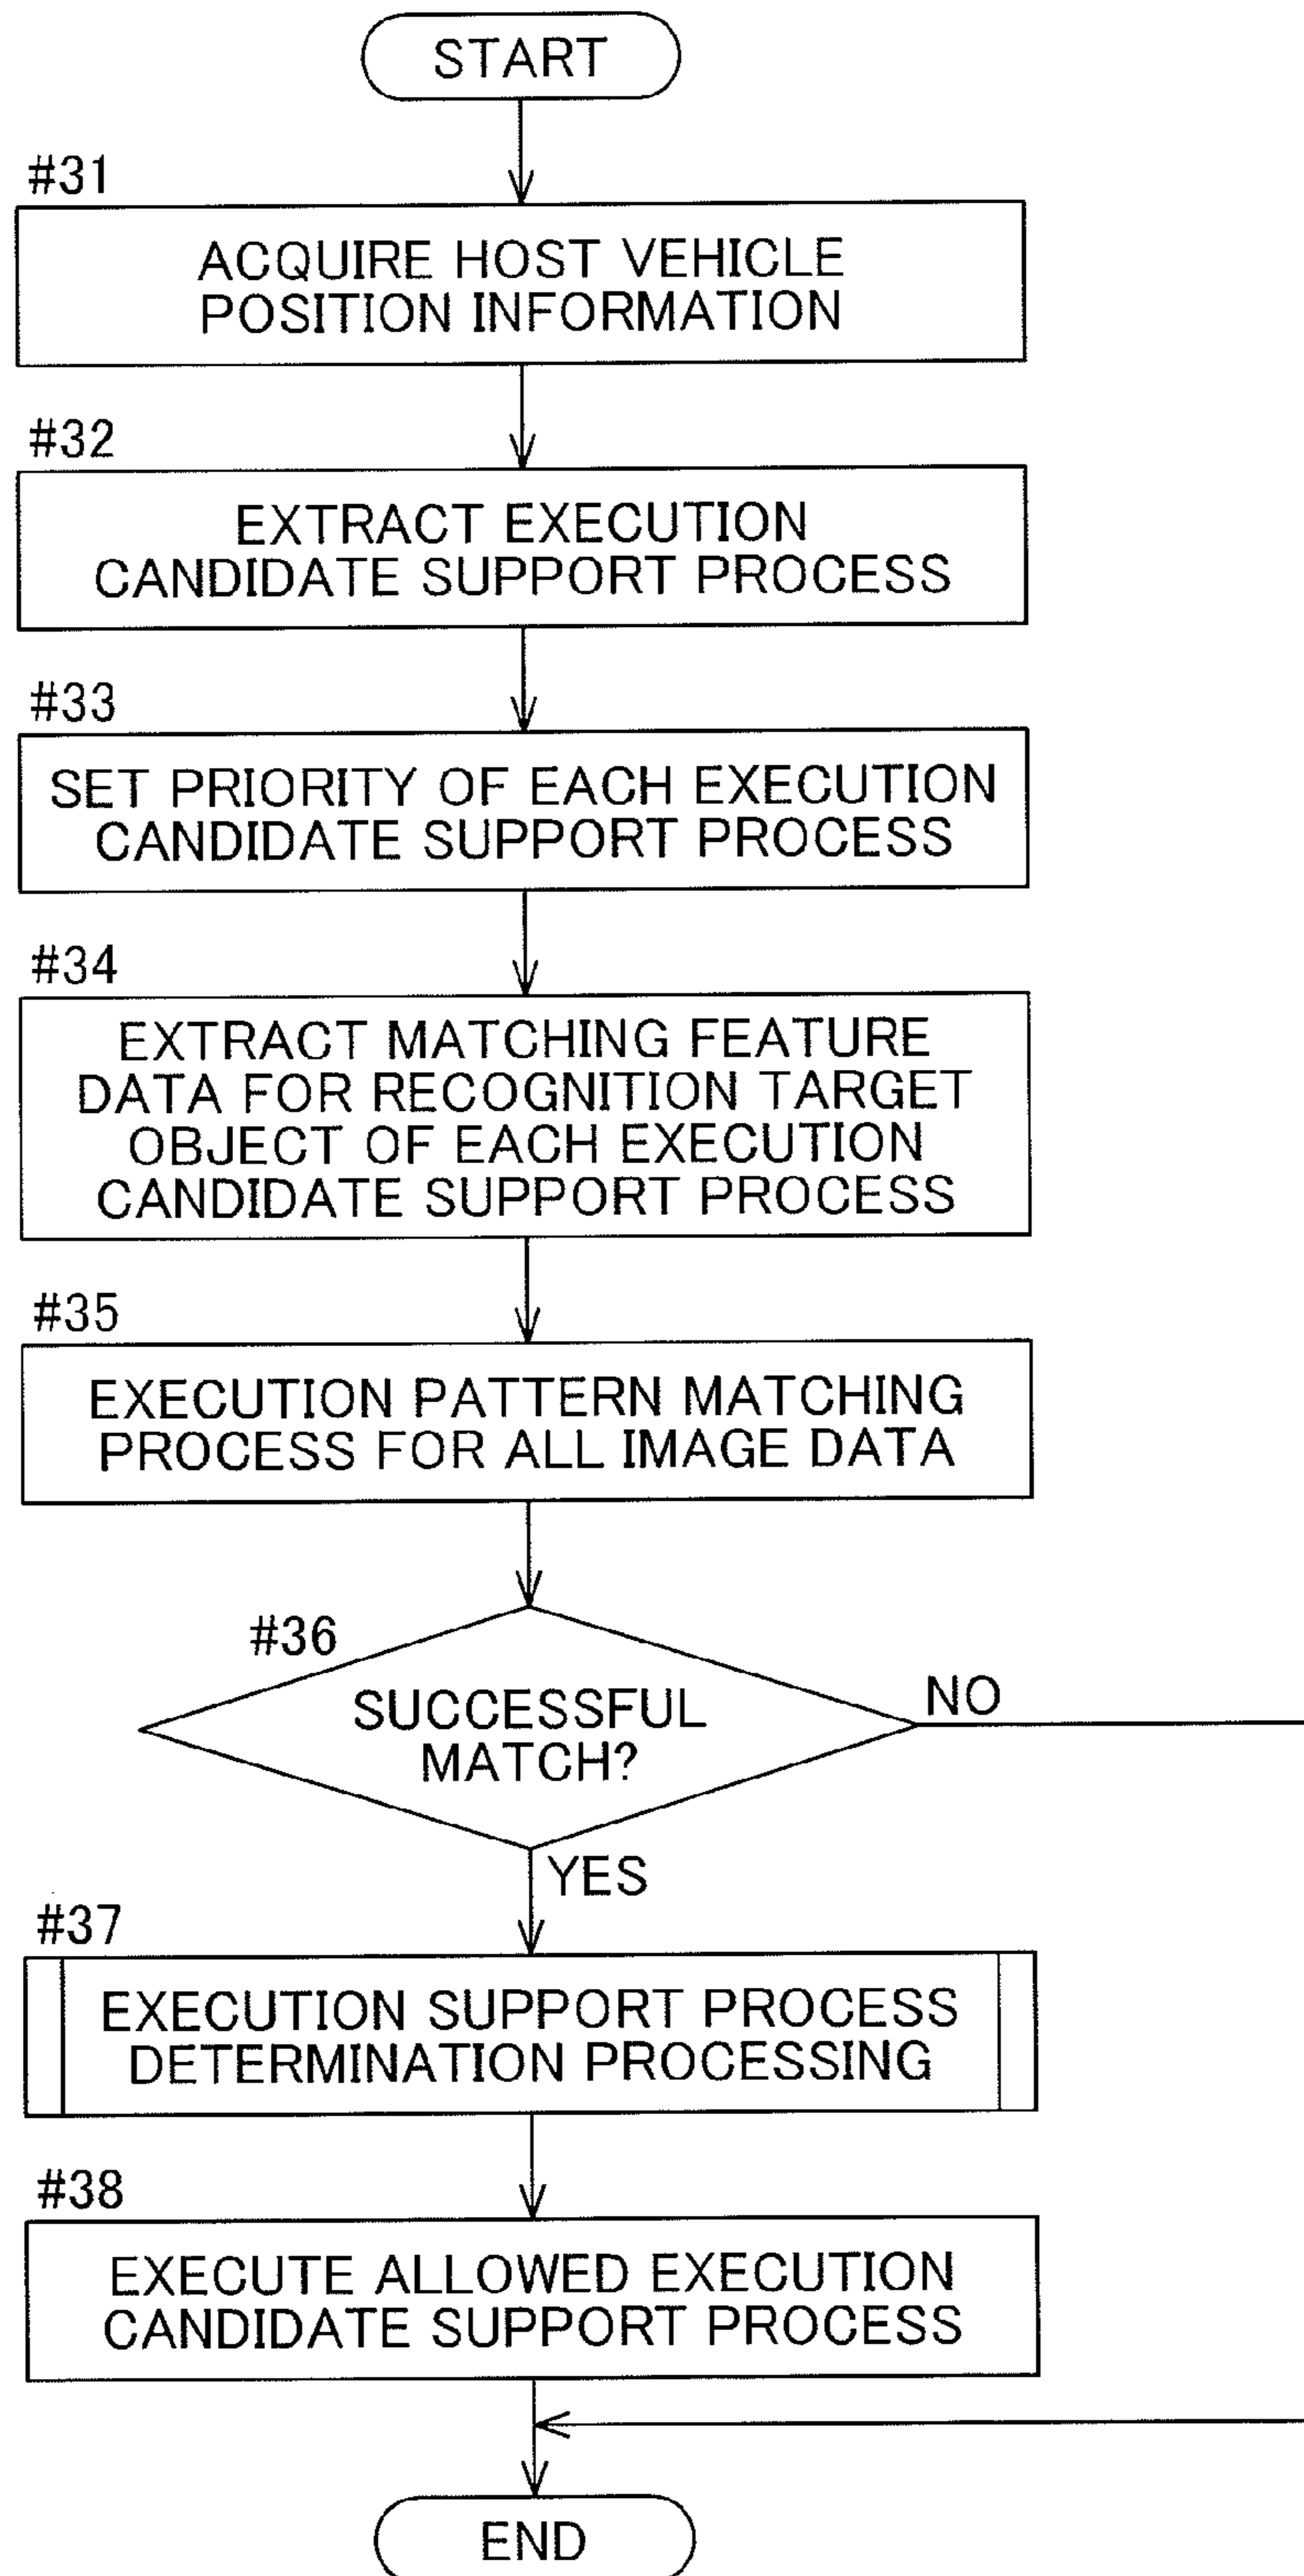 START
#31
ACQUIRE HOST VEHICLE
POSITION INFORMATION
#32
EXTRACT EXECUTION
CANDIDATE SUPPORT PROCESS
#33
SET PRIORITY OF EACH EXECUTION
CANDIDATE SUPPORT PROCESS
#34
EXTRACT MATCHING FEATURE
DATA FOR RECOGNITION TARGET
OBJECT OF EACH EXECUTION
CANDIDATE SUPPORT PROCESS
#35
EXECUTION PATTERN MATCHING
PROCESS FOR ALL IMAGE DATA
#36
SUCCESSFUL
MATCH?
NO
YES
#37
EXECUTION SUPPORT PROCESS
DETERMINATION PROCESSING
#38
EXECUTE ALLOWED EXECUTION
CANDIDATE SUPPORT PROCESS
END